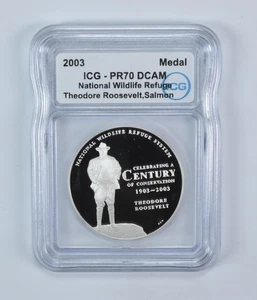 2003 Medal
ICG - PR70 DCAM
National Wildlife Refuge
Theodore Roosevelt,Salmon
ICG
NATIONAL WILDLIFE REFUGE SYSTEM
CELEBRATING A
CENTURY
OF CONSERVATION
1903-2003
THEODORE
ROOSEVELT